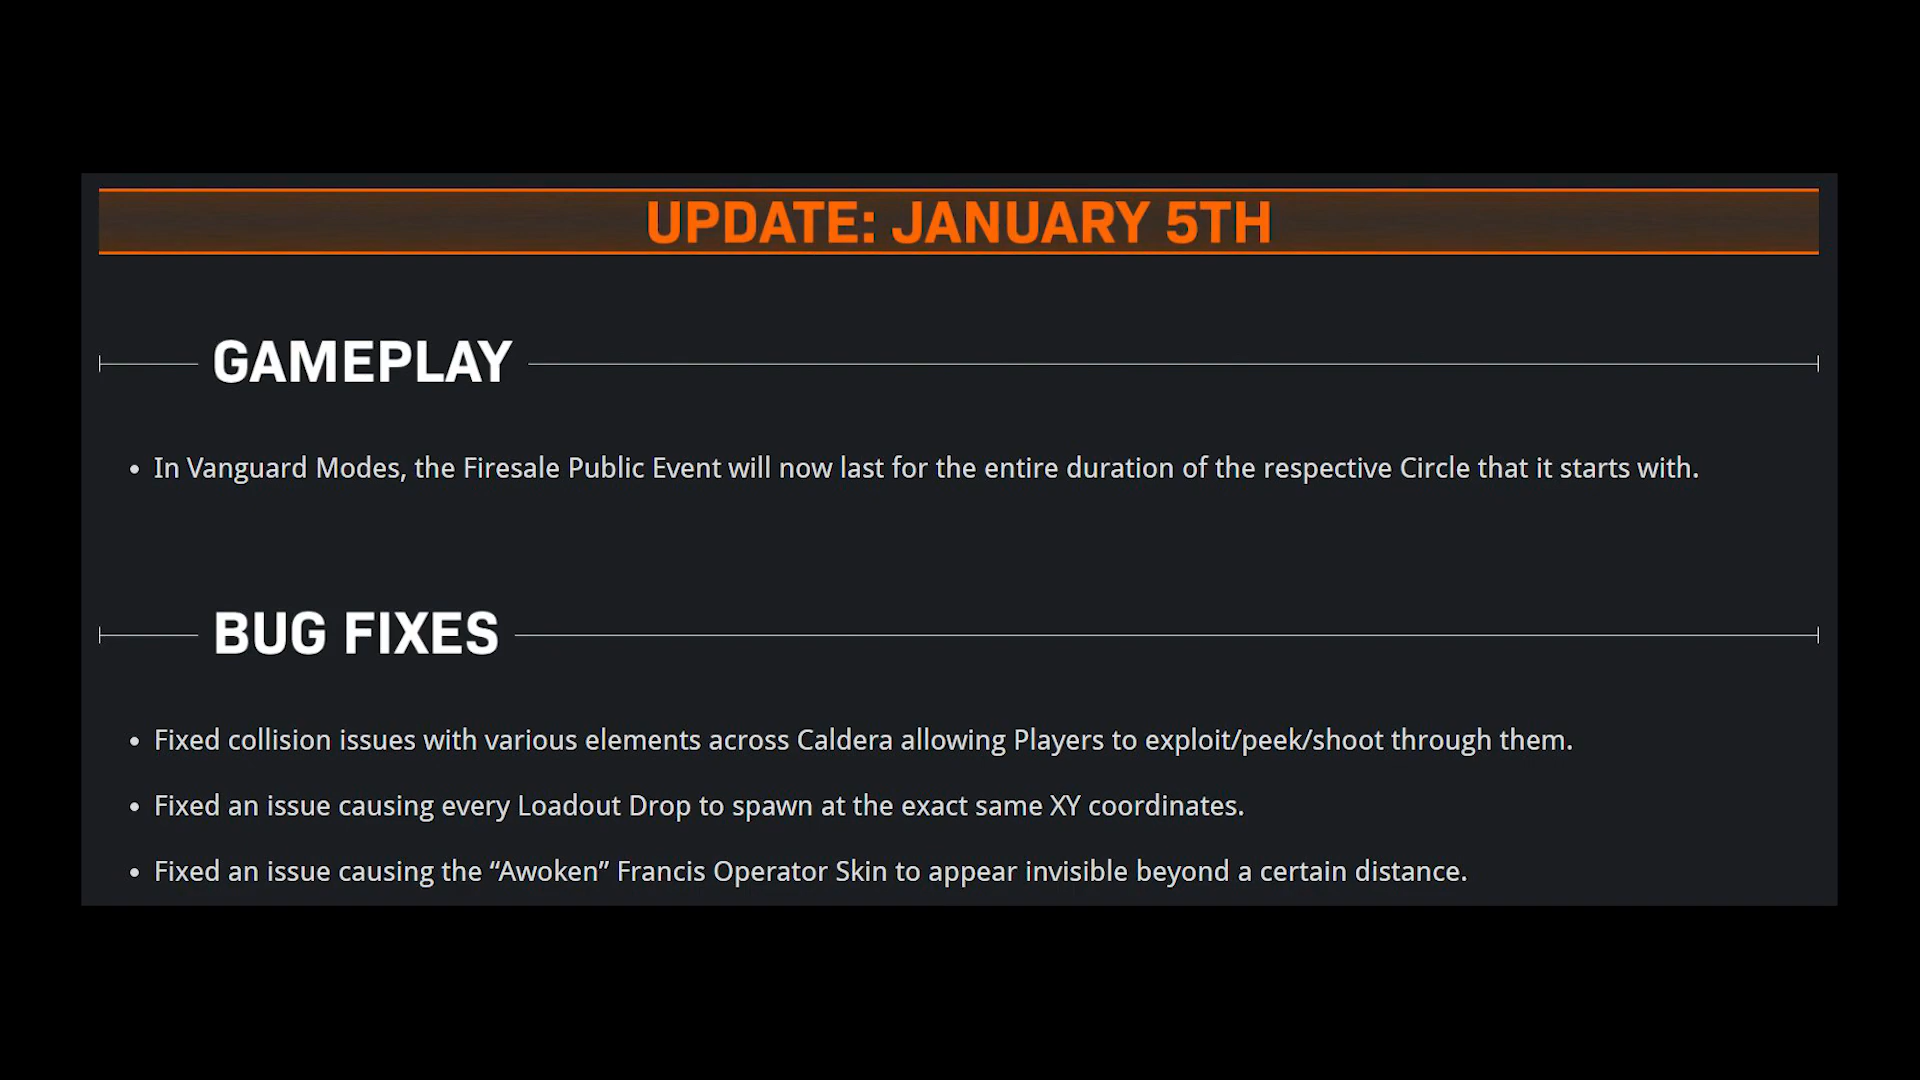 UPDATE: JANUARY 5TH
GAMEPLAY
• In Vanguard Modes, the Firesale Public Event will now last for the entire duration of the respective Circle that it starts with.
BUG FIXES
• Fixed collision issues with various elements across Caldera allowing Players to exploit/peek/shoot through them.
• Fixed an issue causing every Loadout Drop to spawn at the exact same XY coordinates.
• Fixed an issue causing the “Awoken” Francis Operator Skin to appear invisible beyond a certain distance.